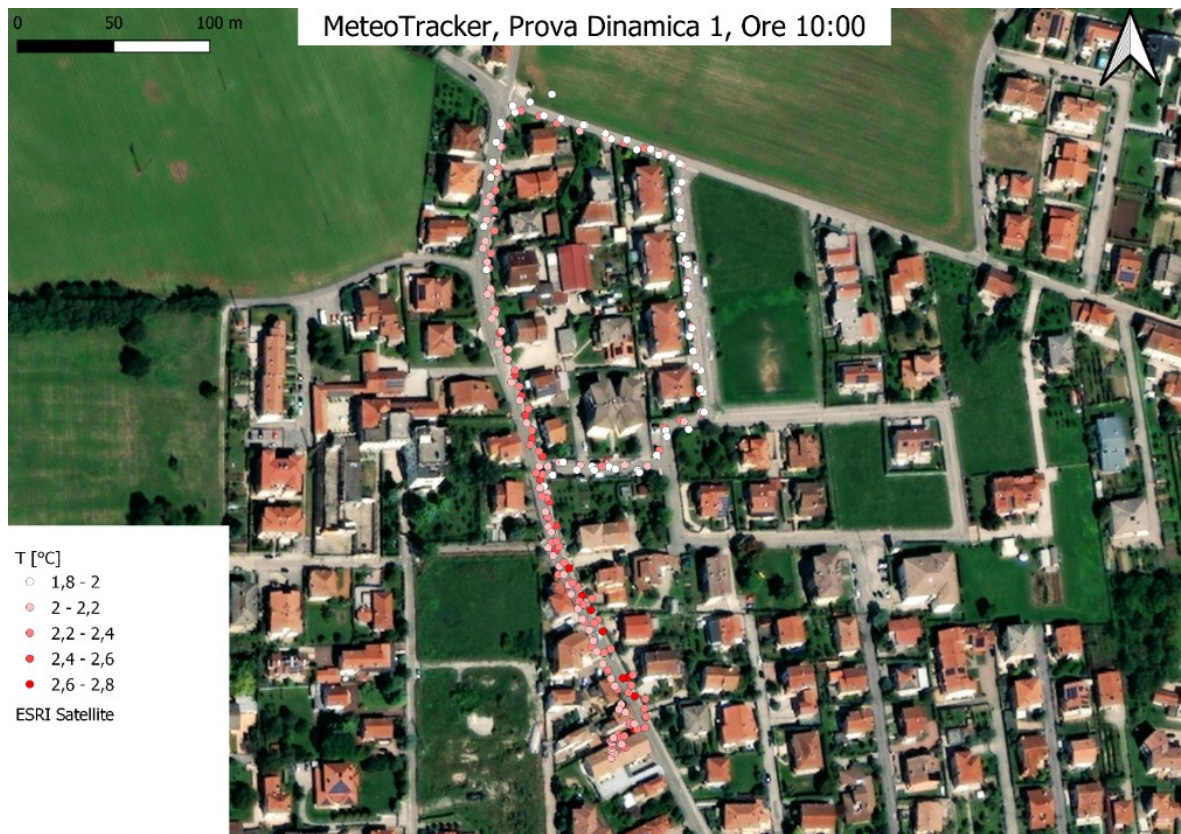 0 50 100 m
MeteoTracker, Prova Dinamica 1, Ore 10:00
T [°C]
1,8 - 2
2 - 2,2
2,2 - 2,4
2,4 - 2,6
2,6 - 2,8
ESRI Satellite